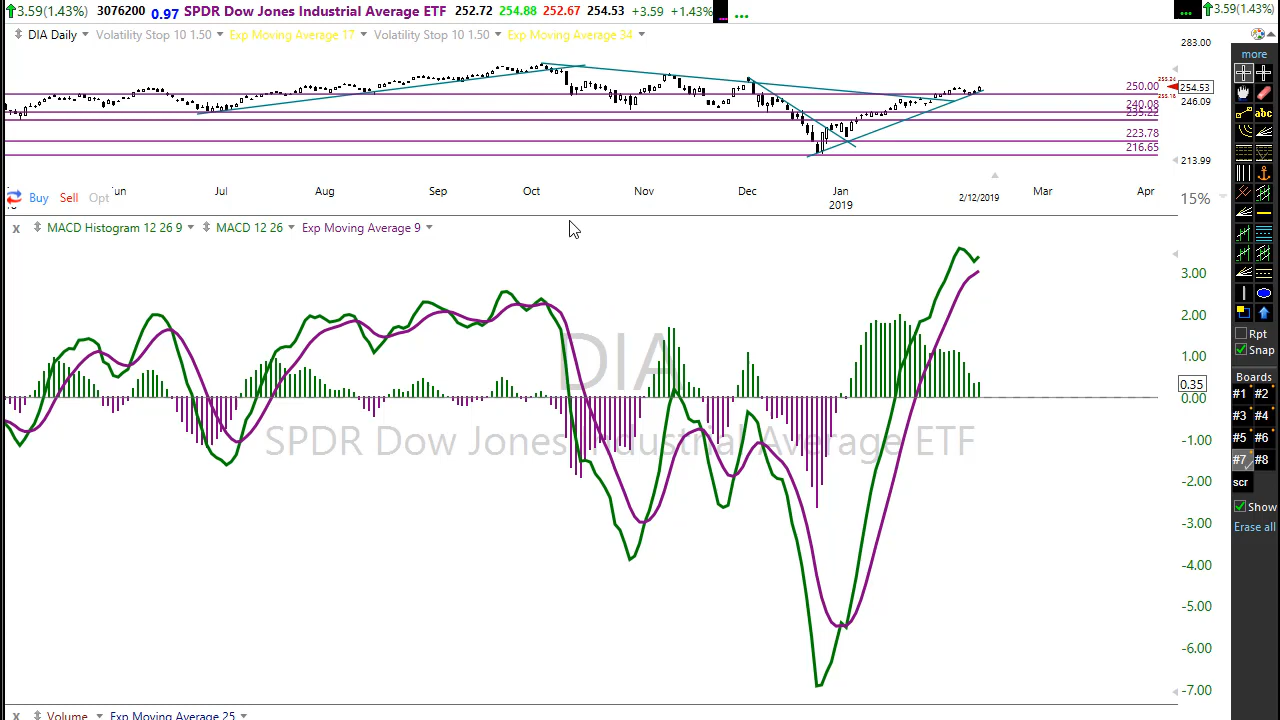 3.59(1.43%) 3076200 0.97 SPDR Dow Jones Industrial Average ETF 252.72 254.88 252.67 254.53 +3.59 +1.43% ... ... ... 3.59(1.43%)
DIA Daily Volatility Stop 10 1.50 Exp Moving Average 17 Volatility Stop 10 1.50 Exp Moving Average 34
283.00
more
250.00
254.53
240.08
246.09
235.22
223.78
216.65
213.99
Jul Aug Sep Oct Nov Dec Jan Mar Apr
2019 2/12/2019
Buy Sell Opt
15%
X MACD Histogram 12 26 9 MACD 12 26 Exp Moving Average 9
3.00
2.00
1.00
0.35
0.00
-1.00
-2.00
-3.00
-4.00
-5.00
-6.00
-7.00
DIA
SPDR Dow Jones Industrial Average ETF
abc
Rpt
Snap
Boards
#1 #2
#3 #4
#5 #6
#7 #8
scr
Show
Erase all
X Volume Exp Moving Average 25